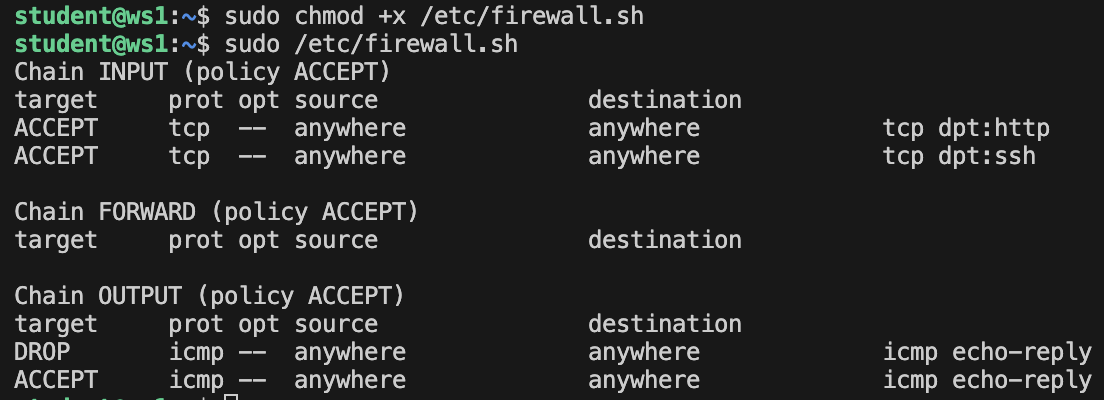 student@ws1:~$ sudo chmod +x /etc/firewall.sh
student@ws1:~$ sudo /etc/firewall.sh
Chain INPUT (policy ACCEPT)
target     prot opt source               destination
ACCEPT     tcp  --  anywhere             anywhere             tcp dpt:http
ACCEPT     tcp  --  anywhere             anywhere             tcp dpt:ssh

Chain FORWARD (policy ACCEPT)
target     prot opt source               destination

Chain OUTPUT (policy ACCEPT)
target     prot opt source               destination
DROP       icmp --  anywhere             anywhere             icmp echo-reply
ACCEPT     icmp --  anywhere             anywhere             icmp echo-reply
student@ws1:~$